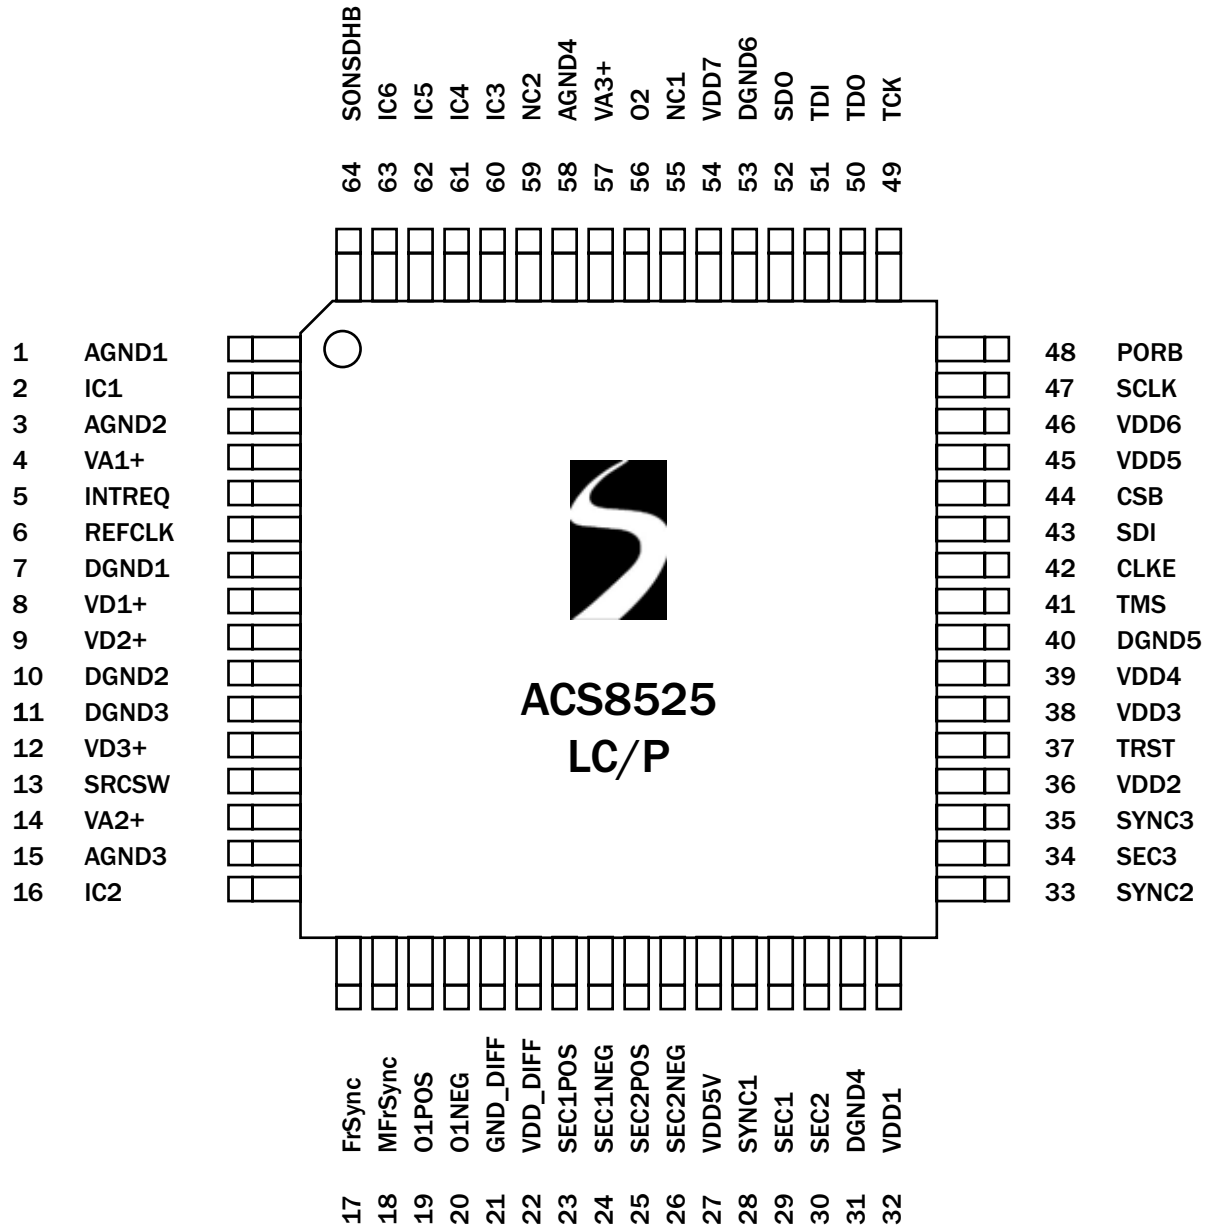 SONSDHB
IC6
IC5
IC4
IC3
NC2
AGND4
VA3+
O2
NC1
VDD7
DGND6
SDO
TDI
TDO
TCK
64
63
62
61
60
59
58
57
56
55
54
53
52
51
50
49
1 AGND1
2 IC1
3 AGND2
4 VA1+
5 INTREQ
6 REFCLK
7 DGND1
8 VD1+
9 VD2+
10 DGND2
11 DGND3
12 VD3+
13 SRCSW
14 VA2+
15 AGND3
16 IC2
ACS8525
LC/P
48 PORB
47 SCLK
46 VDD6
45 VDD5
44 CSB
43 SDI
42 CLKE
41 TMS
40 DGND5
39 VDD4
38 VDD3
37 TRST
36 VDD2
35 SYNC3
34 SEC3
33 SYNC2
FrSync
MFrSync
O1POS
O1NEG
GND_DIFF
VDD_DIFF
SEC1POS
SEC1NEG
SEC2POS
SEC2NEG
VDD5V
SYNC1
SEC1
SEC2
DGND4
VDD1
17
18
19
20
21
22
23
24
25
26
27
28
29
30
31
32